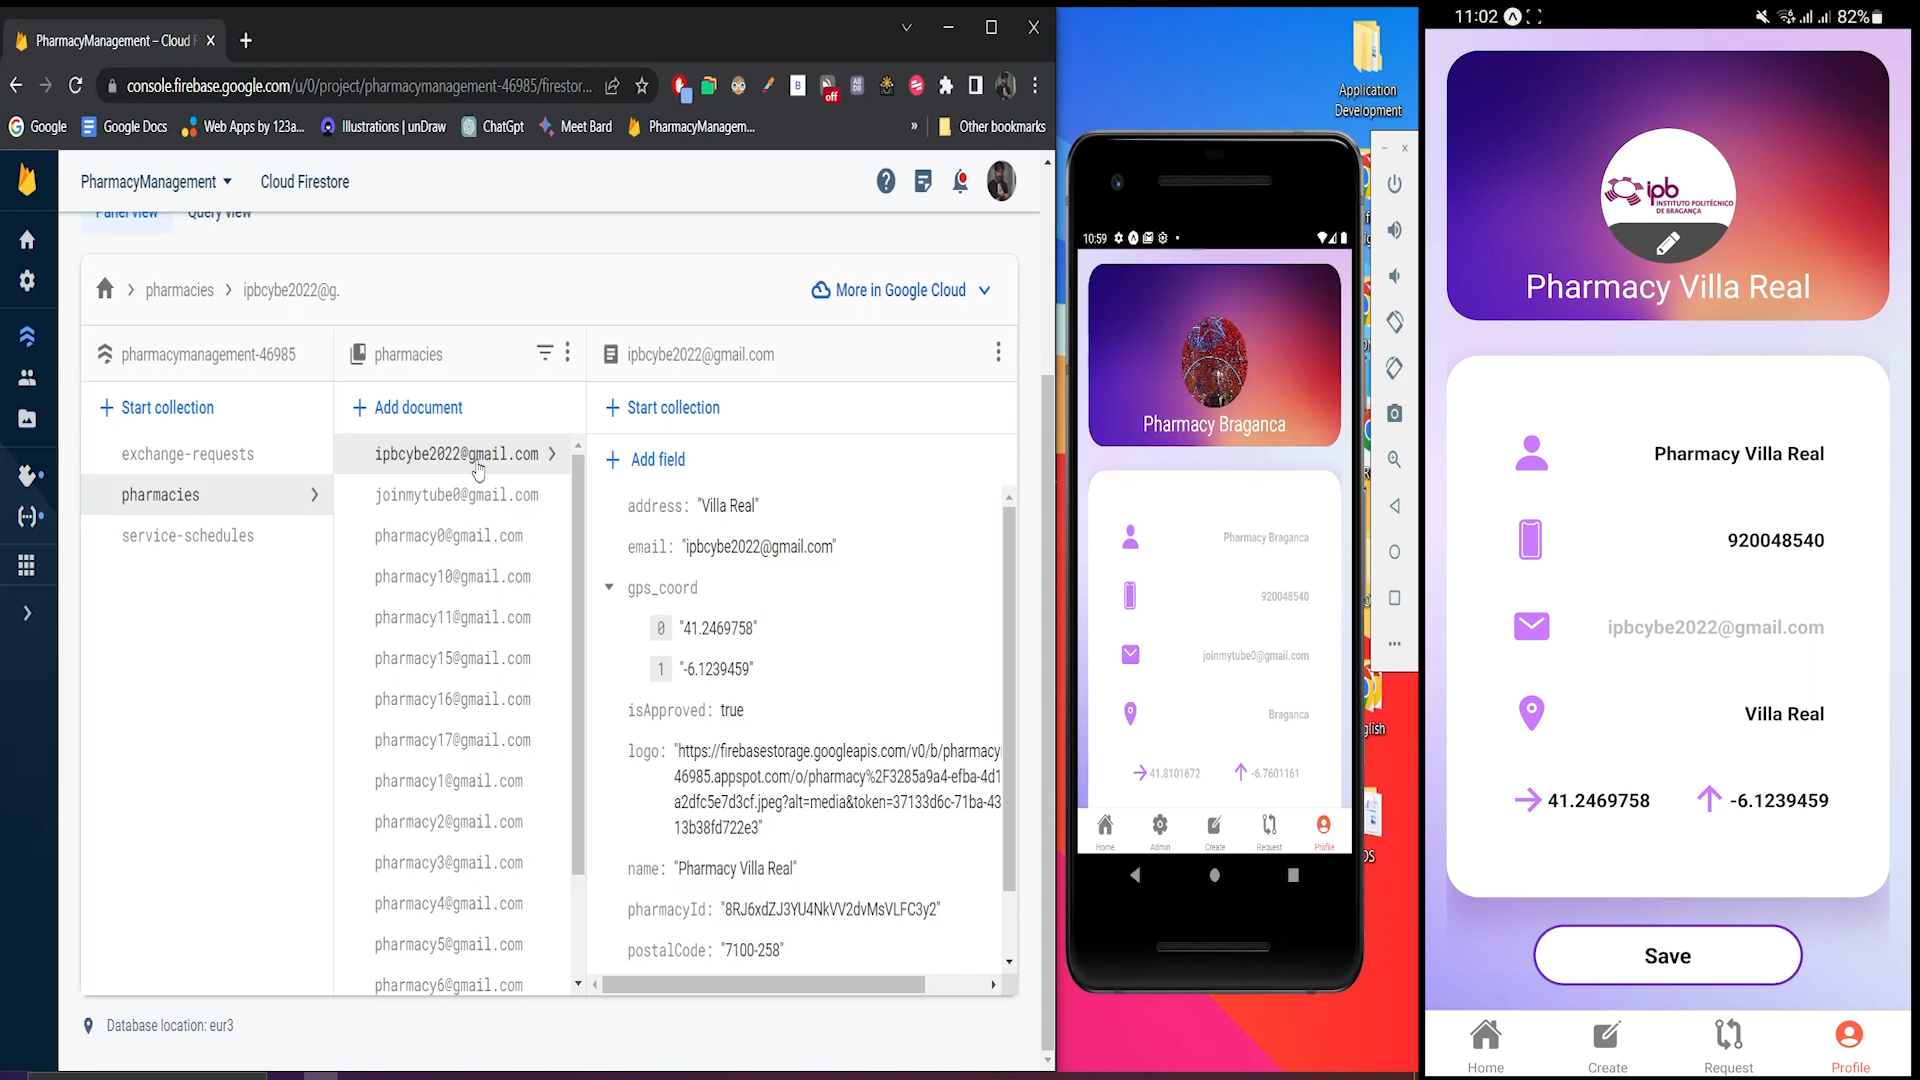 PharmacyManagement – Cloud F
console.firebase.google.com/u/0/project/pharmacymanagement-46985/firestor...
off
Google
Google Docs
Web Apps by 123a...
Illustrations | unDraw
ChatGpt
Meet Bard
PharmacyManagem...
»
Other bookmarks
PharmacyManagement
Cloud Firestore
Panel view
Query view
pharmacies
ipbcybe2022@g.
More in Google Cloud
pharmacymanagement-46985
pharmacies
ipbcybe2022@gmail.com
+ Start collection
+ Add document
+ Start collection
exchange-requests
pharmacies
service-schedules
ipbcybe2022@gmail.com
joinmytube0@gmail.com
pharmacy0@gmail.com
pharmacy10@gmail.com
pharmacy11@gmail.com
pharmacy15@gmail.com
pharmacy16@gmail.com
pharmacy17@gmail.com
pharmacy1@gmail.com
pharmacy2@gmail.com
pharmacy3@gmail.com
pharmacy4@gmail.com
pharmacy5@gmail.com
pharmacy6@gmail.com
+ Add field
address: "Villa Real"
email: "ipbcybe2022@gmail.com"
gps_coord
0 "41.2469758"
1 "-6.1239459"
isApproved: true
logo: "https://firebasestorage.googleapis.com/v0/b/pharmacy
46985.appspot.com/o/pharmacy%2F3285a9a4-efba-4d1
a2dfc5e7d3cf.jpeg?alt=media&token=37133d6c-71ba-43
13b38fd722e3"
name: "Pharmacy Villa Real"
pharmacyId: "8RJ6xdZJ3YU4NkVV2dvMsVLFC3y2"
postalCode: "7100-258"
Database location: eur3
Application
Development
glish
10:59
Pharmacy Braganca
Pharmacy Braganca
920048540
joinmytube0@gmail.com
Braganca
41.8101672
-6.7601161
Home
Admin
Create
Request
Profile
11:02
82%
ipb
INSTITUTO POLITÉCNICO
DE BRAGANÇA
Pharmacy Villa Real
Pharmacy Villa Real
920048540
ipbcybe2022@gmail.com
Villa Real
41.2469758
-6.1239459
Save
Home
Create
Request
Profile